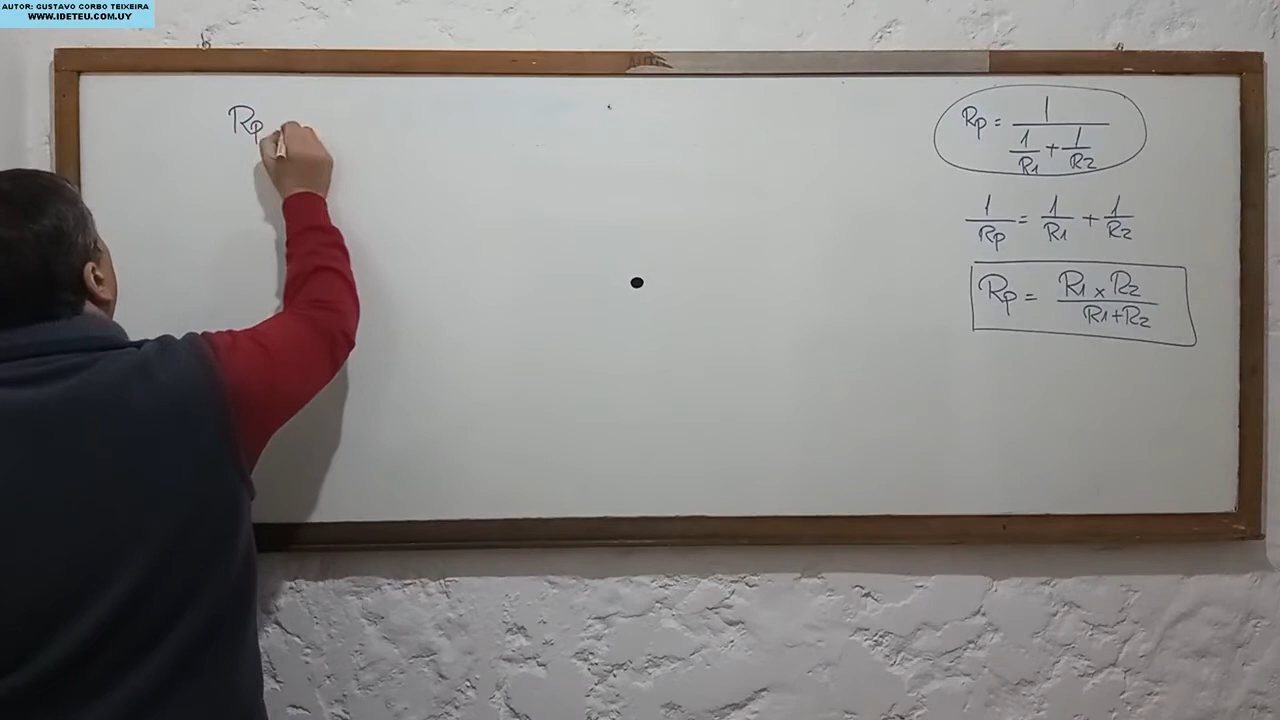 AUTOR: GUSTAVO CORBO TEIXEIRA
WWW.IDETEU.COM.UY
Rp
Rp = 1 / (1/R1 + 1/R2)
1/Rp = 1/R1 + 1/R2
Rp = R1 x R2 / R1+R2